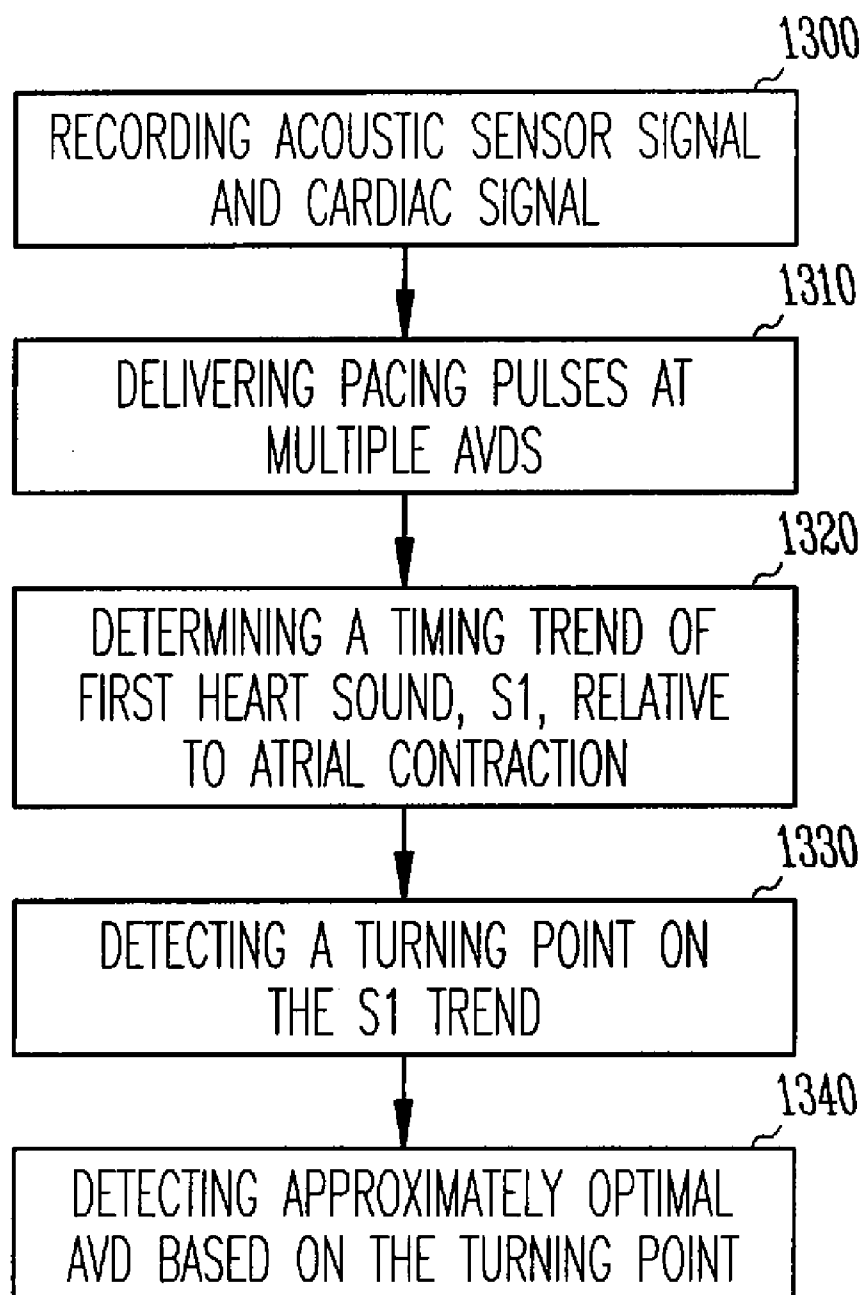 1300
RECORDING ACOUSTIC SENSOR SIGNAL
AND CARDIAC SIGNAL
1310
DELIVERING PACING PULSES AT
MULTIPLE AVDS
1320
DETERMINING A TIMING TREND OF
FIRST HEART SOUND, S1, RELATIVE
TO ATRIAL CONTRACTION
1330
DETECTING A TURNING POINT ON
THE S1 TREND
1340
DETECTING APPROXIMATELY OPTIMAL
AVD BASED ON THE TURNING POINT